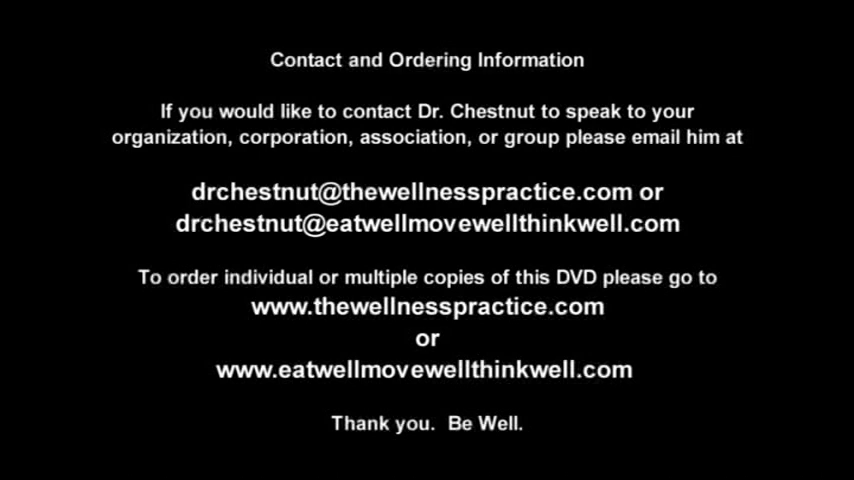 Contact and Ordering Information
If you would like to contact Dr. Chestnut to speak to your
organization, corporation, association, or group please email him at
drchestnut@thewellnesspractice.com or
drchestnut@eatwellmovewellthinkwell.com
To order individual or multiple copies of this DVD please go to
www.thewellnesspractice.com
or
www.eatwellmovewellthinkwell.com
Thank you.  Be Well.